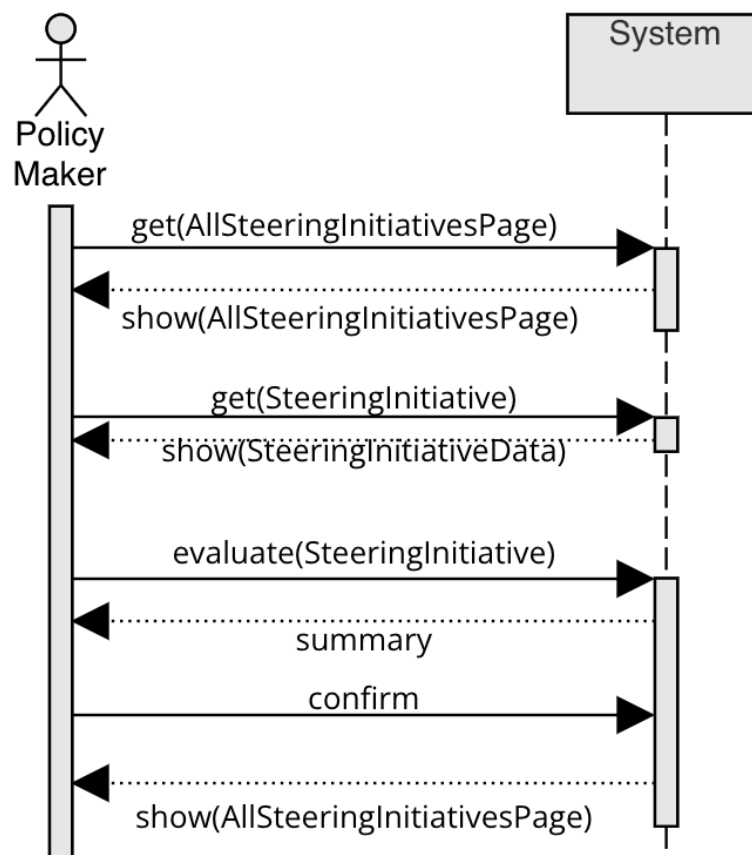 System
Policy
Maker
get(AllSteeringInitiativesPage)
show(AllSteeringInitiativesPage)
get(SteeringInitiative)
show(SteeringInitiativeData)
evaluate(SteeringInitiative)
summary
confirm
show(AllSteeringInitiativesPage)